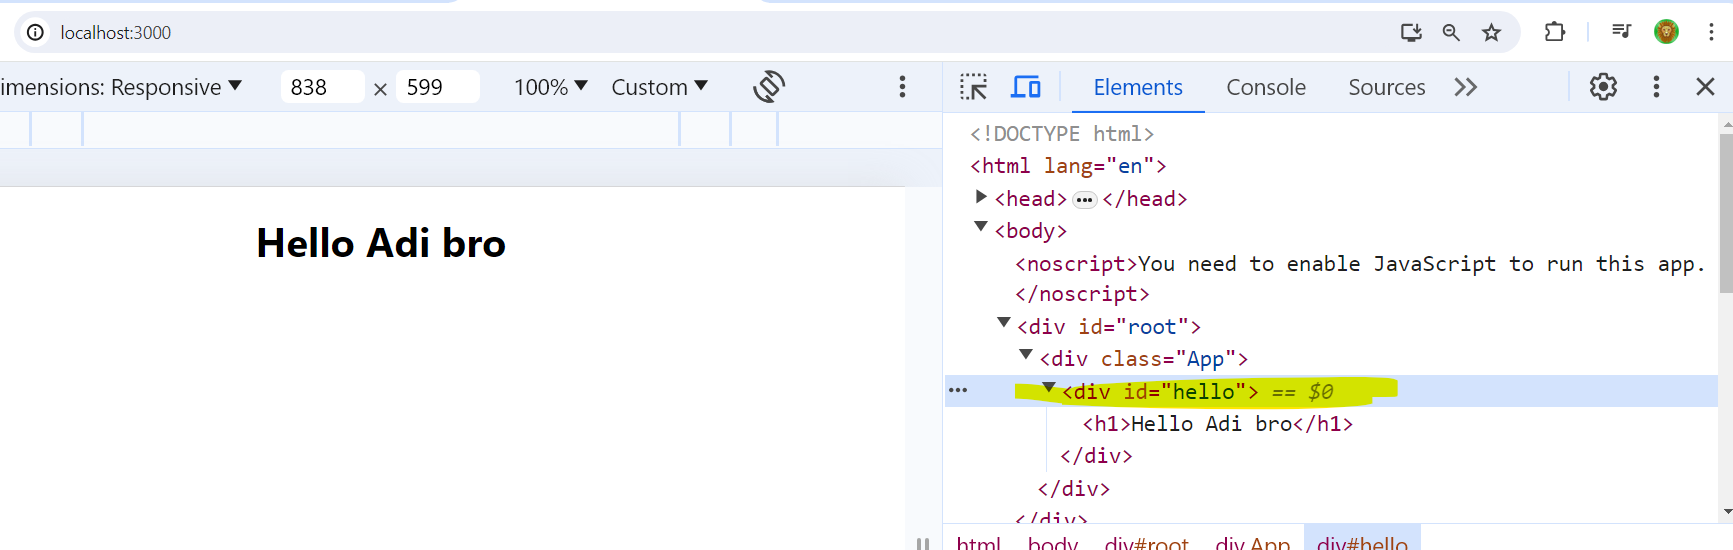 localhost:3000
imensions: Responsive 838 × 599 100% Custom
Elements Console Sources
<!DOCTYPE html>
<html lang="en">
<head> ••• </head>
<body>
<noscript>You need to enable JavaScript to run this app.
</noscript>
<div id="root">
<div class="App">
<div id="hello"> == $0
<h1>Hello Adi bro</h1>
</div>
</div>
</div>
html body div#root div.App div#hello
Hello Adi bro